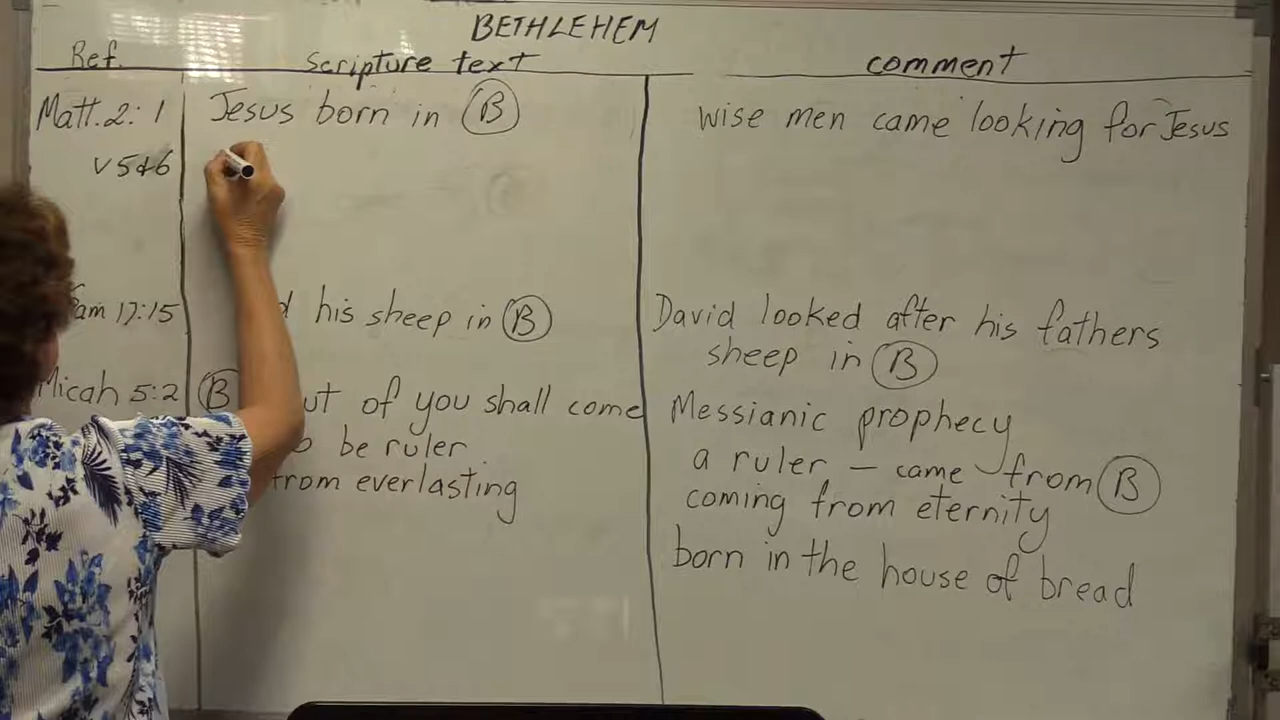 BETHLEHEM
Ref. Scripture text comment
Matt. 2: 1 Jesus born in B wise men came looking for Jesus
v 5&6
17:15 his sheep in B David looked after his fathers
sheep in B
Micah 5:2 B of you shall come Messianic prophecy
be ruler a ruler – came from B
from everlasting coming from eternity
born in the house of bread